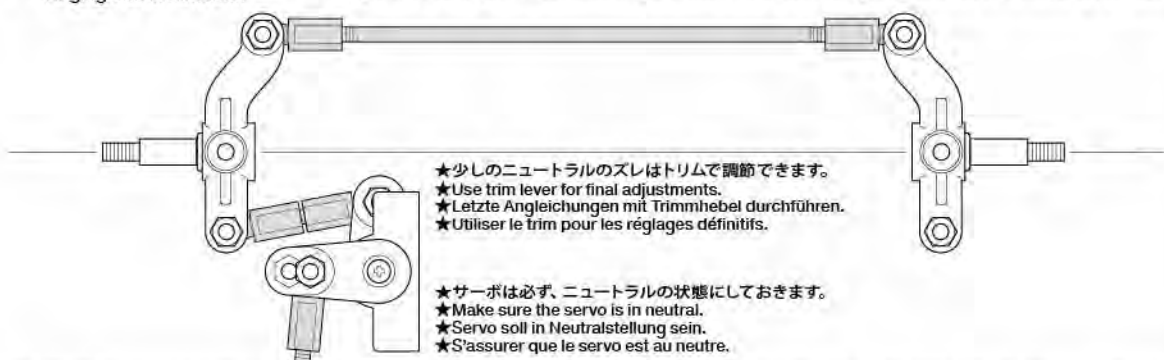 ★少しのニュートラルのズレはトリムで調節できます。
★Use trim lever for final adjustments.
★Letzte Angleichungen mit Trimmhebel durchführen.
★Utiliser le trim pour les réglages définitifs.
★サーボは必ず、ニュートラルの状態にしておきます。
★Make sure the servo is in neutral.
★Servo soll in Neutralstellung sein.
★S'assurer que le servo est au neutre.